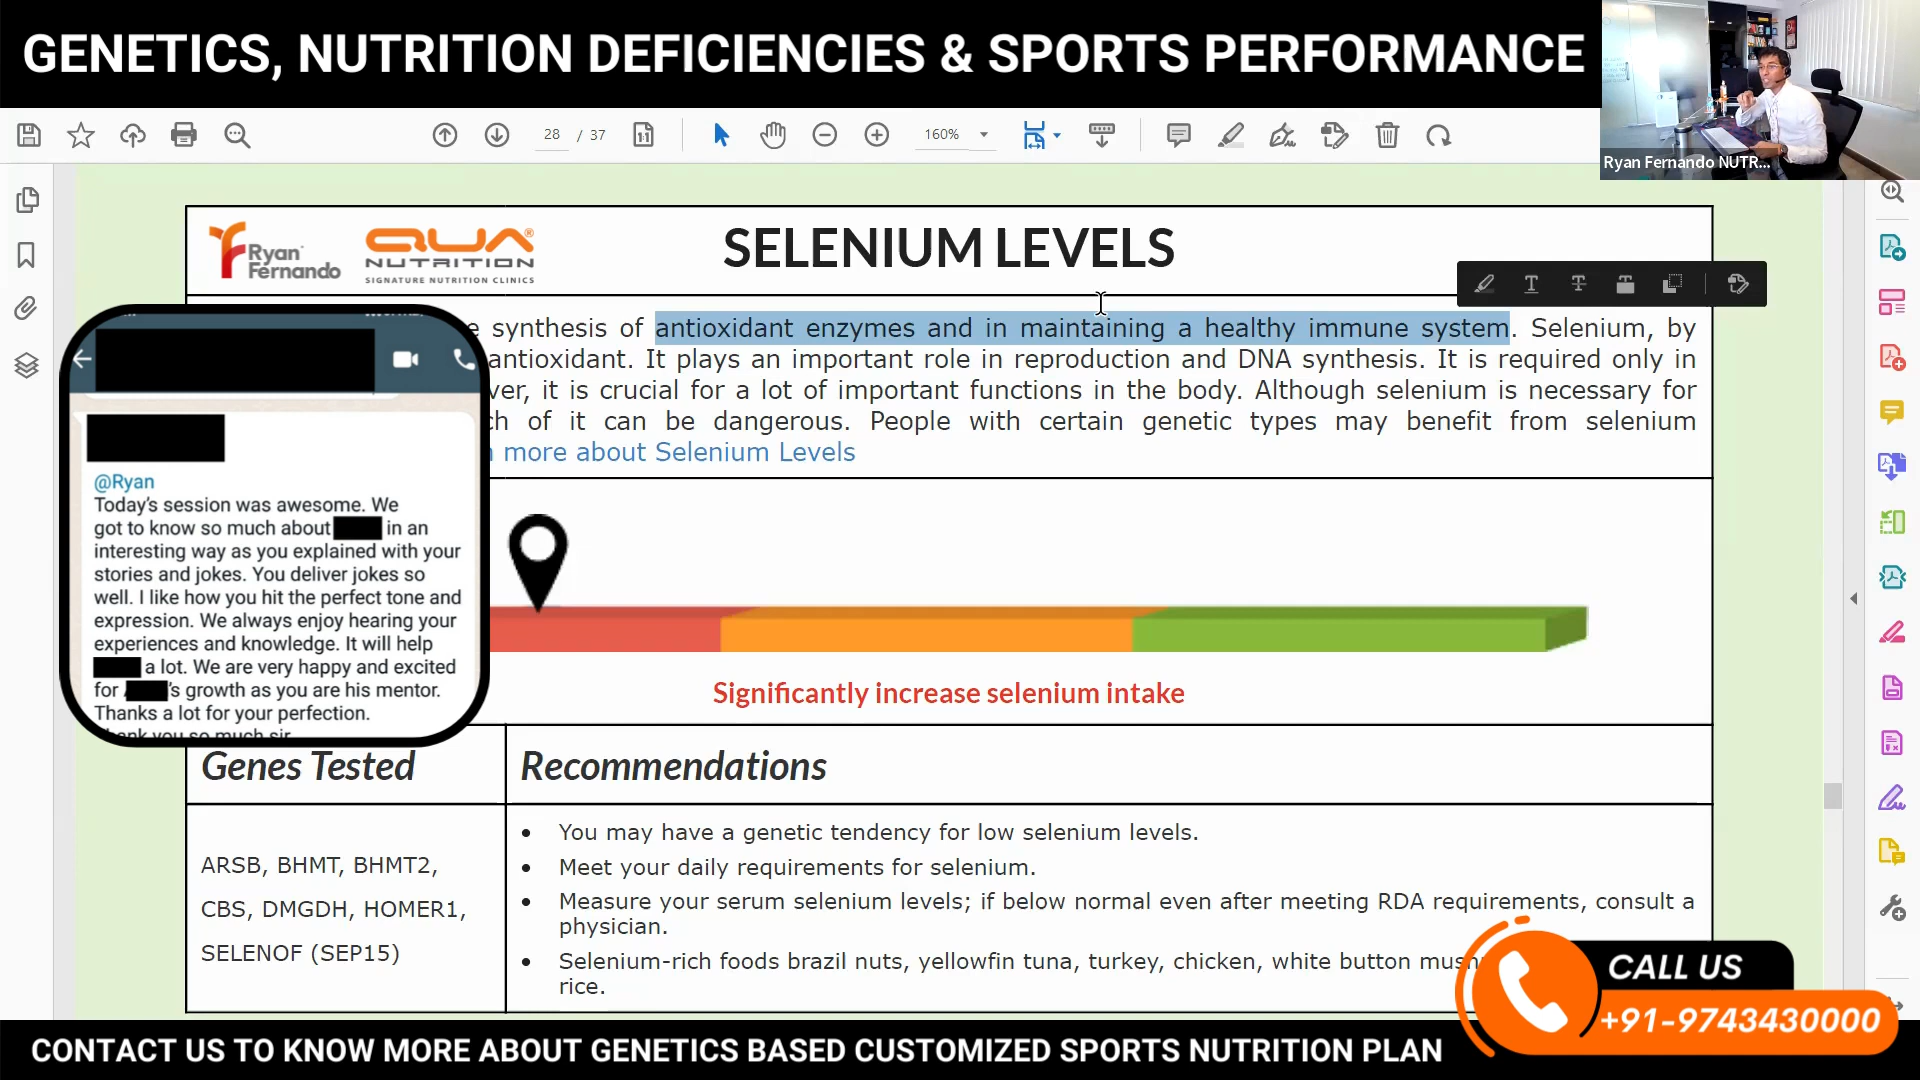 GENETICS, NUTRITION DEFICIENCIES & SPORTS PERFORMANCE
28 / 37
160%
Ryan Fernando NUTR...
Ryan Fernando
QUA NUTRITION
SIGNATURE NUTRITION CLINICS
SELENIUM LEVELS
synthesis of antioxidant enzymes and in maintaining a healthy immune system. Selenium, by
antioxidant. It plays an important role in reproduction and DNA synthesis. It is required only in
ver, it is crucial for a lot of important functions in the body. Although selenium is necessary for
ch of it can be dangerous. People with certain genetic types may benefit from selenium
more about Selenium Levels
@Ryan
Today's session was awesome. We
got to know so much about in an
interesting way as you explained with your
stories and jokes. You deliver jokes so
well. I like how you hit the perfect tone and
expression. We always enjoy hearing your
experiences and knowledge. It will help
a lot. We are very happy and excited
for 's growth as you are his mentor.
Thanks a lot for your perfection.
you so much sir
Significantly increase selenium intake
Genes Tested
Recommendations
ARSB, BHMT, BHMT2,
CBS, DMGDH, HOMER1,
SELENOF (SEP15)
• You may have a genetic tendency for low selenium levels.
• Meet your daily requirements for selenium.
• Measure your serum selenium levels; if below normal even after meeting RDA requirements, consult a
physician.
• Selenium-rich foods brazil nuts, yellowfin tuna, turkey, chicken, white button
rice.
CALL US
+91-9743430000
CONTACT US TO KNOW MORE ABOUT GENETICS BASED CUSTOMIZED SPORTS NUTRITION PLAN